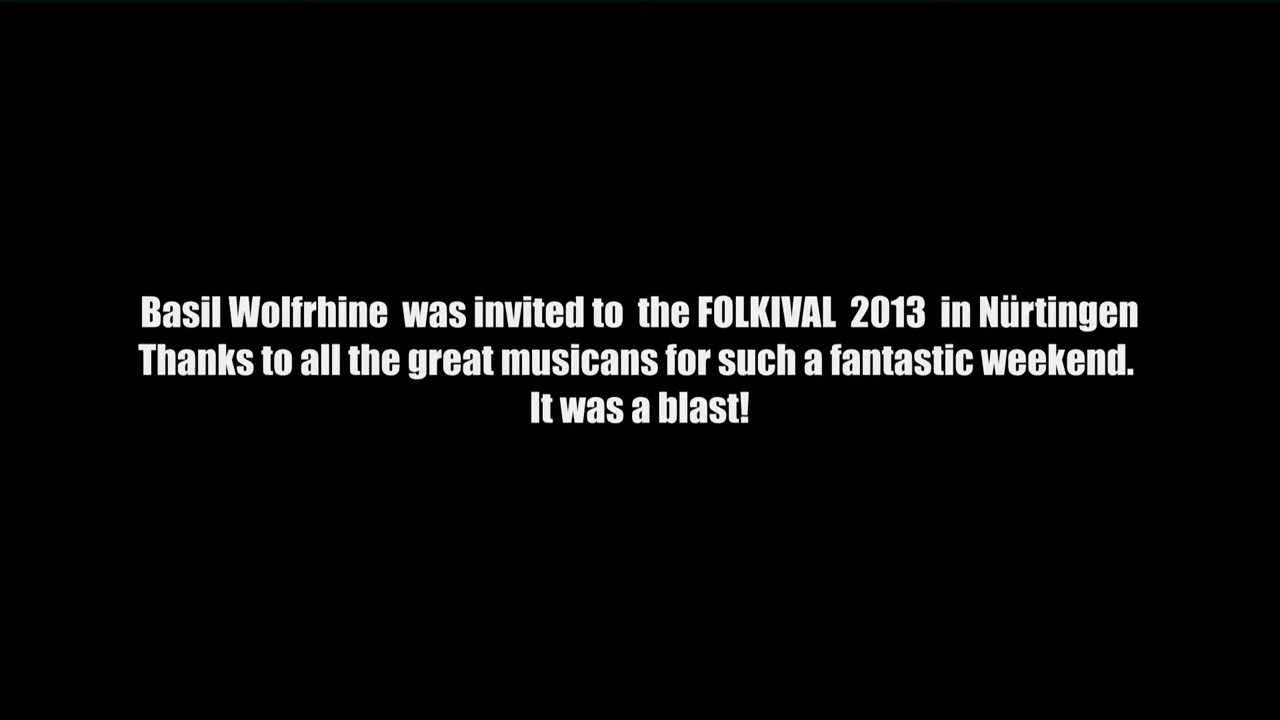 Basil Wolfrhine was invited to the FOLKIVAL 2013 in Nürtingen
Thanks to all the great musicans for such a fantastic weekend.
It was a blast!